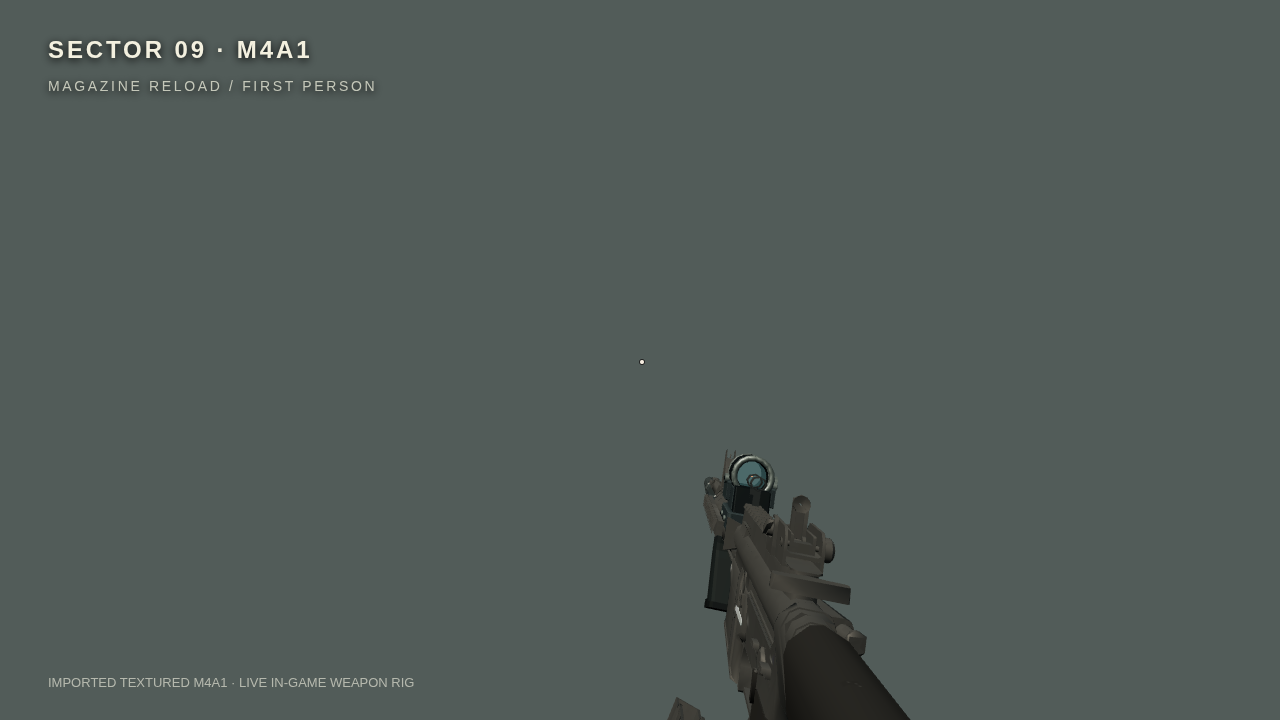 SECTOR 09 · M4A1
MAGAZINE RELOAD / FIRST PERSON
IMPORTED TEXTURED M4A1 · LIVE IN-GAME WEAPON RIG